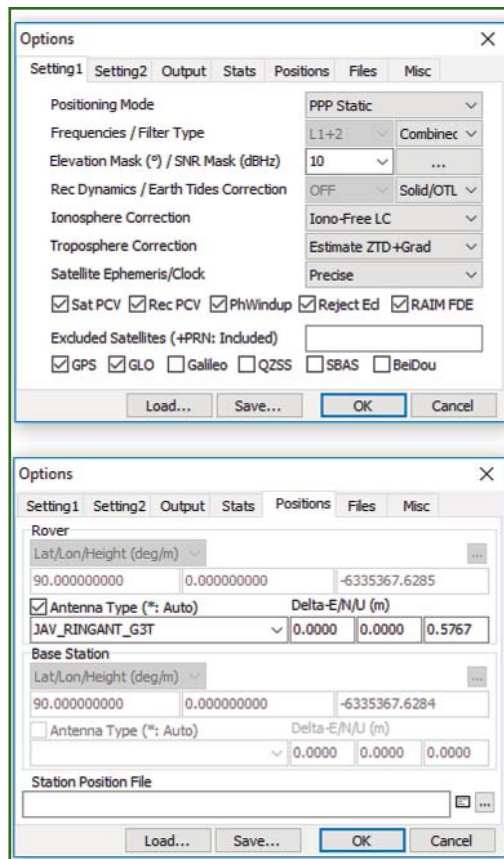 Options
Setting1 Setting2 Output Stats Positions Files Misc
Positioning Mode PPP Static
Frequencies / Filter Type L1+2 Combinec
Elevation Mask (°) / SNR Mask (dBHz) 10 ...
Rec Dynamics / Earth Tides Correction OFF Solid/OTL
Ionosphere Correction Iono-Free LC
Troposphere Correction Estimate ZTD+Grad
Satellite Ephemeris/Clock Precise
Sat PCV Rec PCV PhWindup Reject Ecl RAIM FDE
Excluded Satellites (+PRN: Included)
GPS GLO Galileo QZSS SBAS BeiDou
Load... Save... OK Cancel
Options
Setting1 Setting2 Output Stats Positions Files Misc
Rover
Lat/Lon/Height (deg/m) ...
90.000000000 0.000000000 -6335367.6285
Antenna Type (*: Auto) Delta-E/N/U (m)
JAV_RINGANT_G3T 0.0000 0.0000 0.5767
Base Station
Lat/Lon/Height (deg/m) ...
90.000000000 0.000000000 -6335367.6284
Antenna Type (*: Auto) Delta-E/N/U (m)
0.0000 0.0000 0.0000
Station Position File
...
Load... Save... OK Cancel